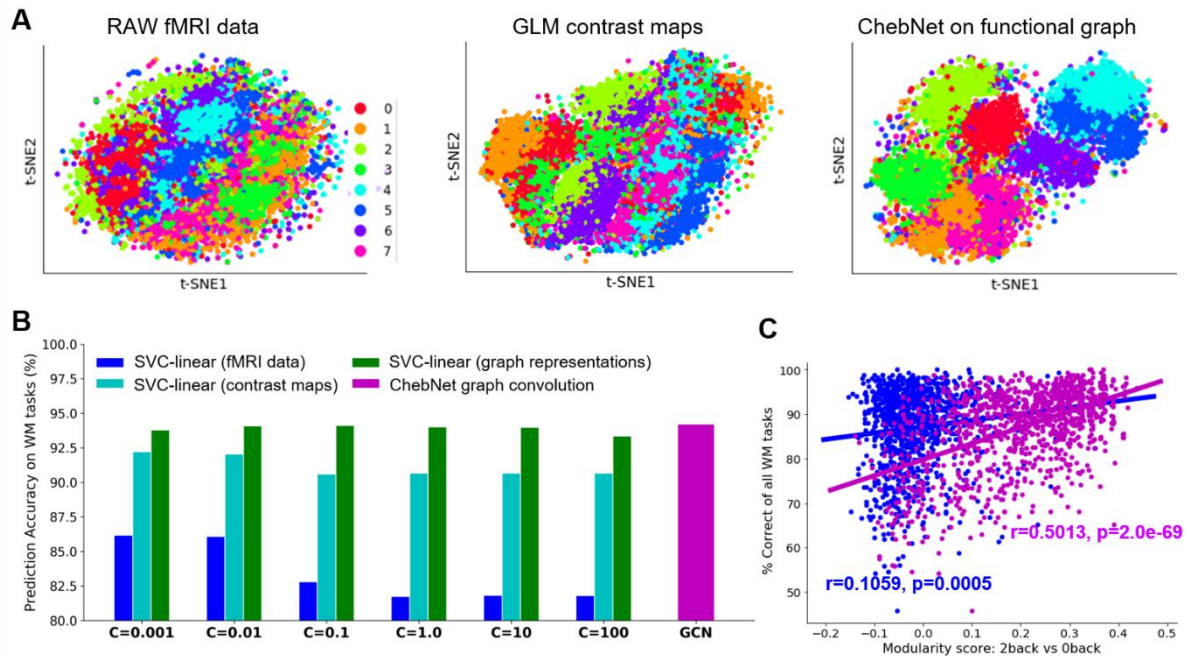 A
RAW fMRI data
GLM contrast maps
ChebNet on functional graph
t-SNE2
0
1
2
3
4
5
6
7
t-SNE1
t-SNE2
t-SNE1
t-SNE2
t-SNE1
B
Prediction Accuracy on WM tasks (%)
100.0
97.5
95.0
92.5
90.0
87.5
85.0
82.5
80.0
SVC-linear (fMRI data)
SVC-linear (graph representations)
SVC-linear (contrast maps)
ChebNet graph convolution
C=0.001
C=0.01
C=0.1
C=1.0
C=10
C=100
GCN
C
% Correct of all WM tasks
100
90
80
70
60
50
r=0.5013, p=2.0e-69
r=0.1059, p=0.0005
−0.2
−0.1
0.0
0.1
0.2
0.3
0.4
0.5
Modularity score: 2back vs 0back